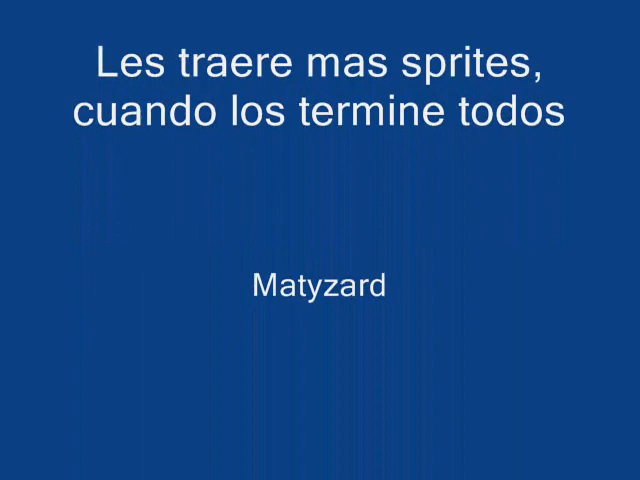 Les traere mas sprites,
cuando los termine todos
Matyzard